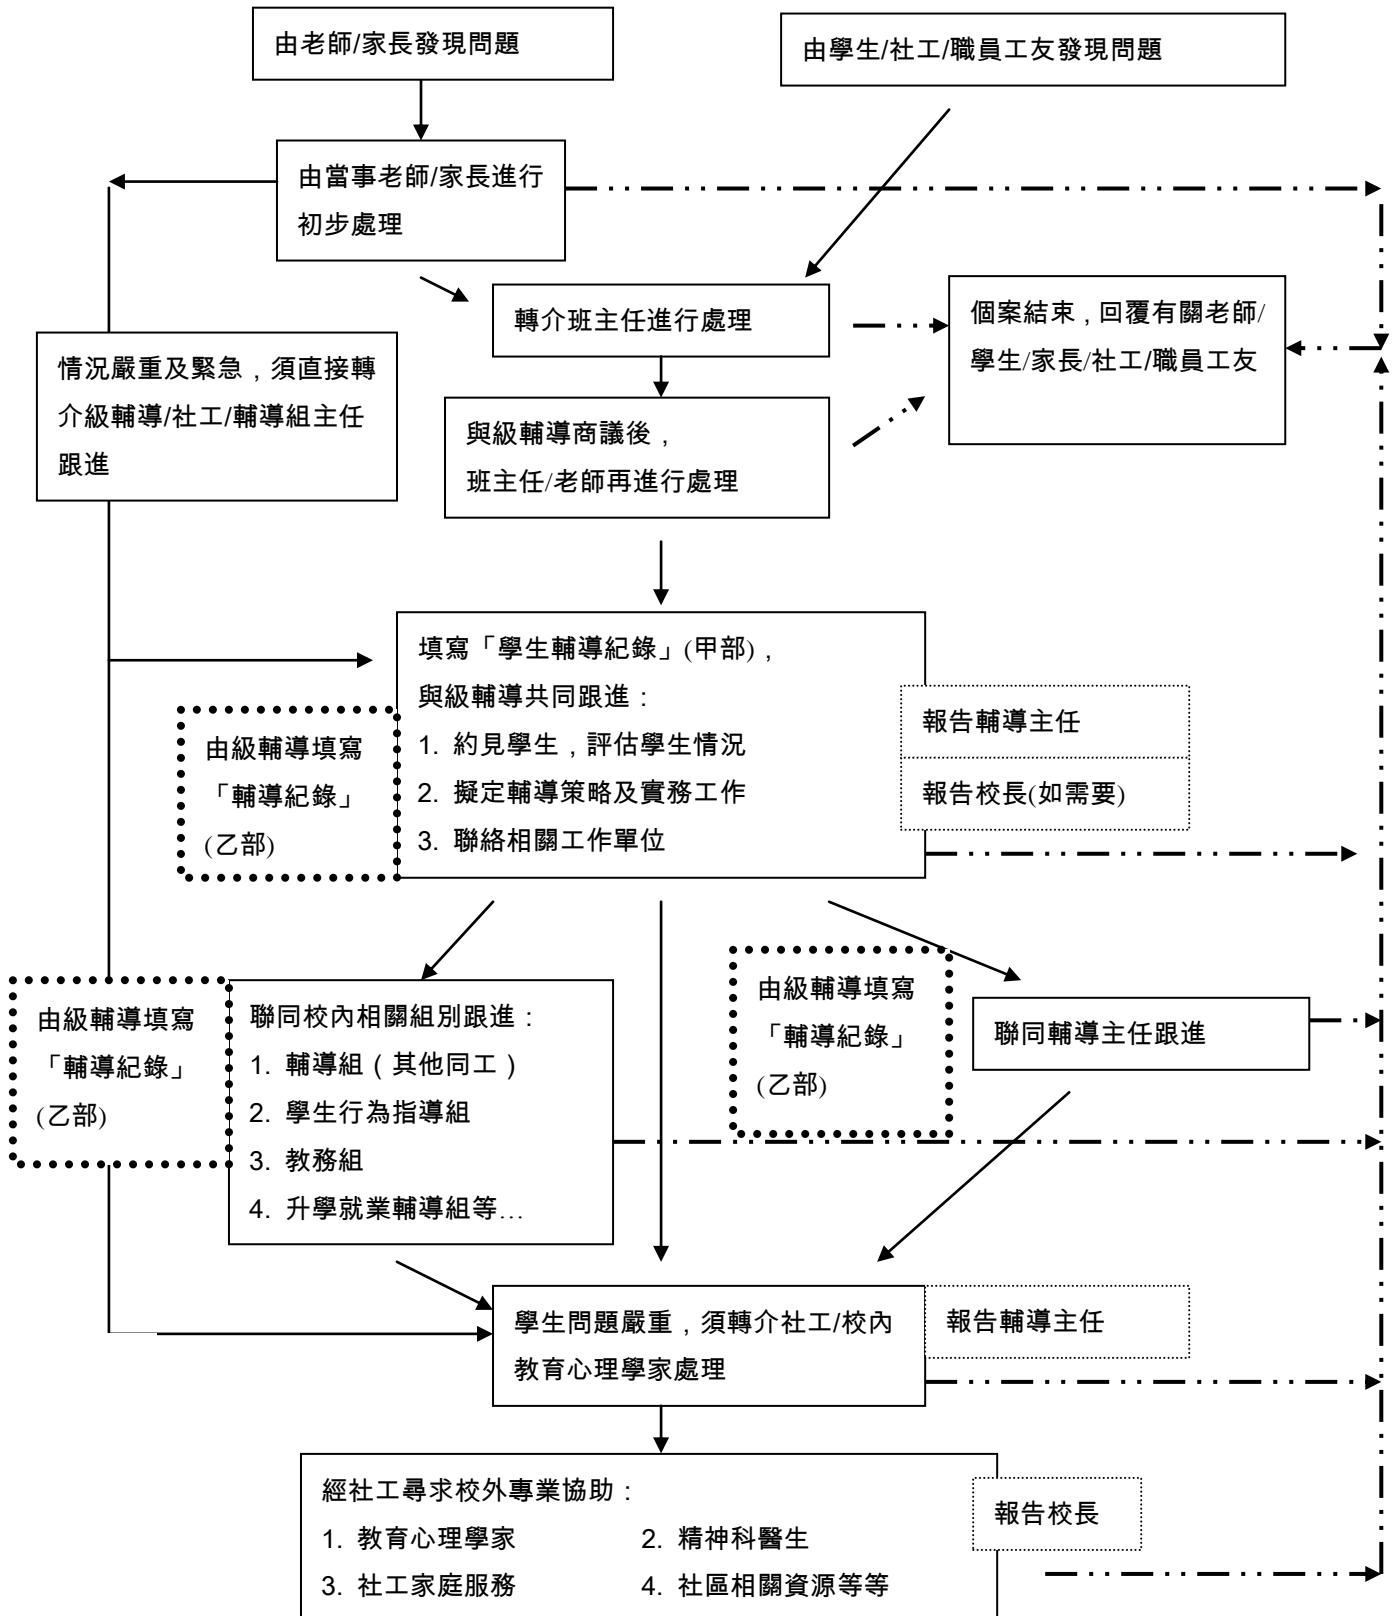 由老師/家長發現問題
由學生/社工/職員工友發現問題
由當事老師/家長進行
初步處理
轉介班主任進行處理
個案結束，回覆有關老師/
學生/家長/社工/職員工友
情況嚴重及緊急，須直接轉
介級輔導/社工/輔導組主任
跟進
與級輔導商議後，
班主任/老師再進行處理
填寫「學生輔導紀錄」(甲部)，
與級輔導共同跟進：
1. 約見學生，評估學生情況
2. 擬定輔導策略及實務工作
3. 聯絡相關工作單位
報告輔導主任
報告校長(如需要)
由級輔導填寫
「輔導紀錄」
(乙部)
由級輔導填寫
「輔導紀錄」
(乙部)
聯同校內相關組別跟進：
1. 輔導組（其他同工）
2. 學生行為指導組
3. 教務組
4. 升學就業輔導組等…
由級輔導填寫
「輔導紀錄」
(乙部)
聯同輔導主任跟進
學生問題嚴重，須轉介社工/校內
教育心理學家處理
報告輔導主任
經社工尋求校外專業協助：
1. 教育心理學家 2. 精神科醫生
3. 社工家庭服務 4. 社區相關資源等等
報告校長